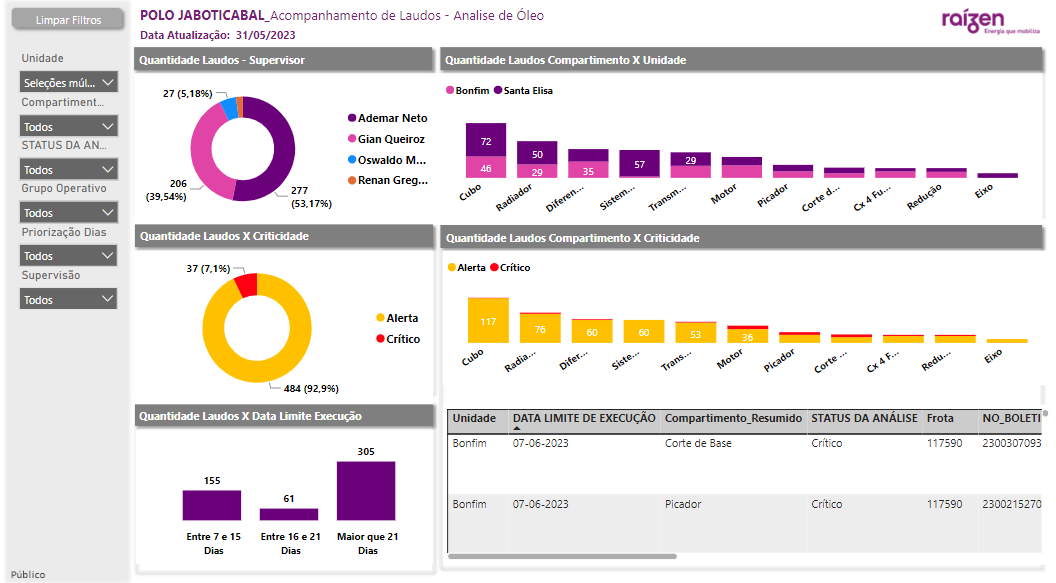 Limpar Filtros
POLO JABOTICABAL_Acompanhamento de Laudos - Analise de Óleo
Data Atualização: 31/05/2023
raízen
Energia que mobiliza
Unidade
Seleções múl...
Compartiment...
Todos
STATUS DA AN...
Todos
Grupo Operativo
Todos
Priorização Dias
Todos
Supervisão
Todos
Público
Quantidade Laudos - Supervisor
27 (5,18%)
206
(39,54%)
277
(53,17%)
Ademar Neto
Gian Queiroz
Oswaldo M...
Renan Greg...
Quantidade Laudos Compartimento X Unidade
Bonfim Santa Elisa
72
46
50
29
35
57
29
Cubo Radiador Diferen... Sistem... Transm... Motor Picador Corte d... Cx 4 Fu... Redução Eixo
Quantidade Laudos X Criticidade
37 (7,1%)
484 (92,9%)
Alerta
Crítico
Quantidade Laudos Compartimento X Criticidade
Alerta Crítico
117 76 60 60 53 36
Cubo Radia... Difer... Siste... Trans... Motor Picador Corte ... Cx 4 F... Redu... Eixo
Quantidade Laudos X Data Limite Execução
155 61 305
Entre 7 e 15 Entre 16 e 21 Maior que 21
Dias Dias Dias
Unidade DATA LIMITE DE EXECUÇÃO Compartimento_Resumido STATUS DA ANÁLISE Frota NO_BOLETI
Bonfim 07-06-2023 Corte de Base Crítico 117590 2300307093
Bonfim 07-06-2023 Picador Crítico 117590 2300215270